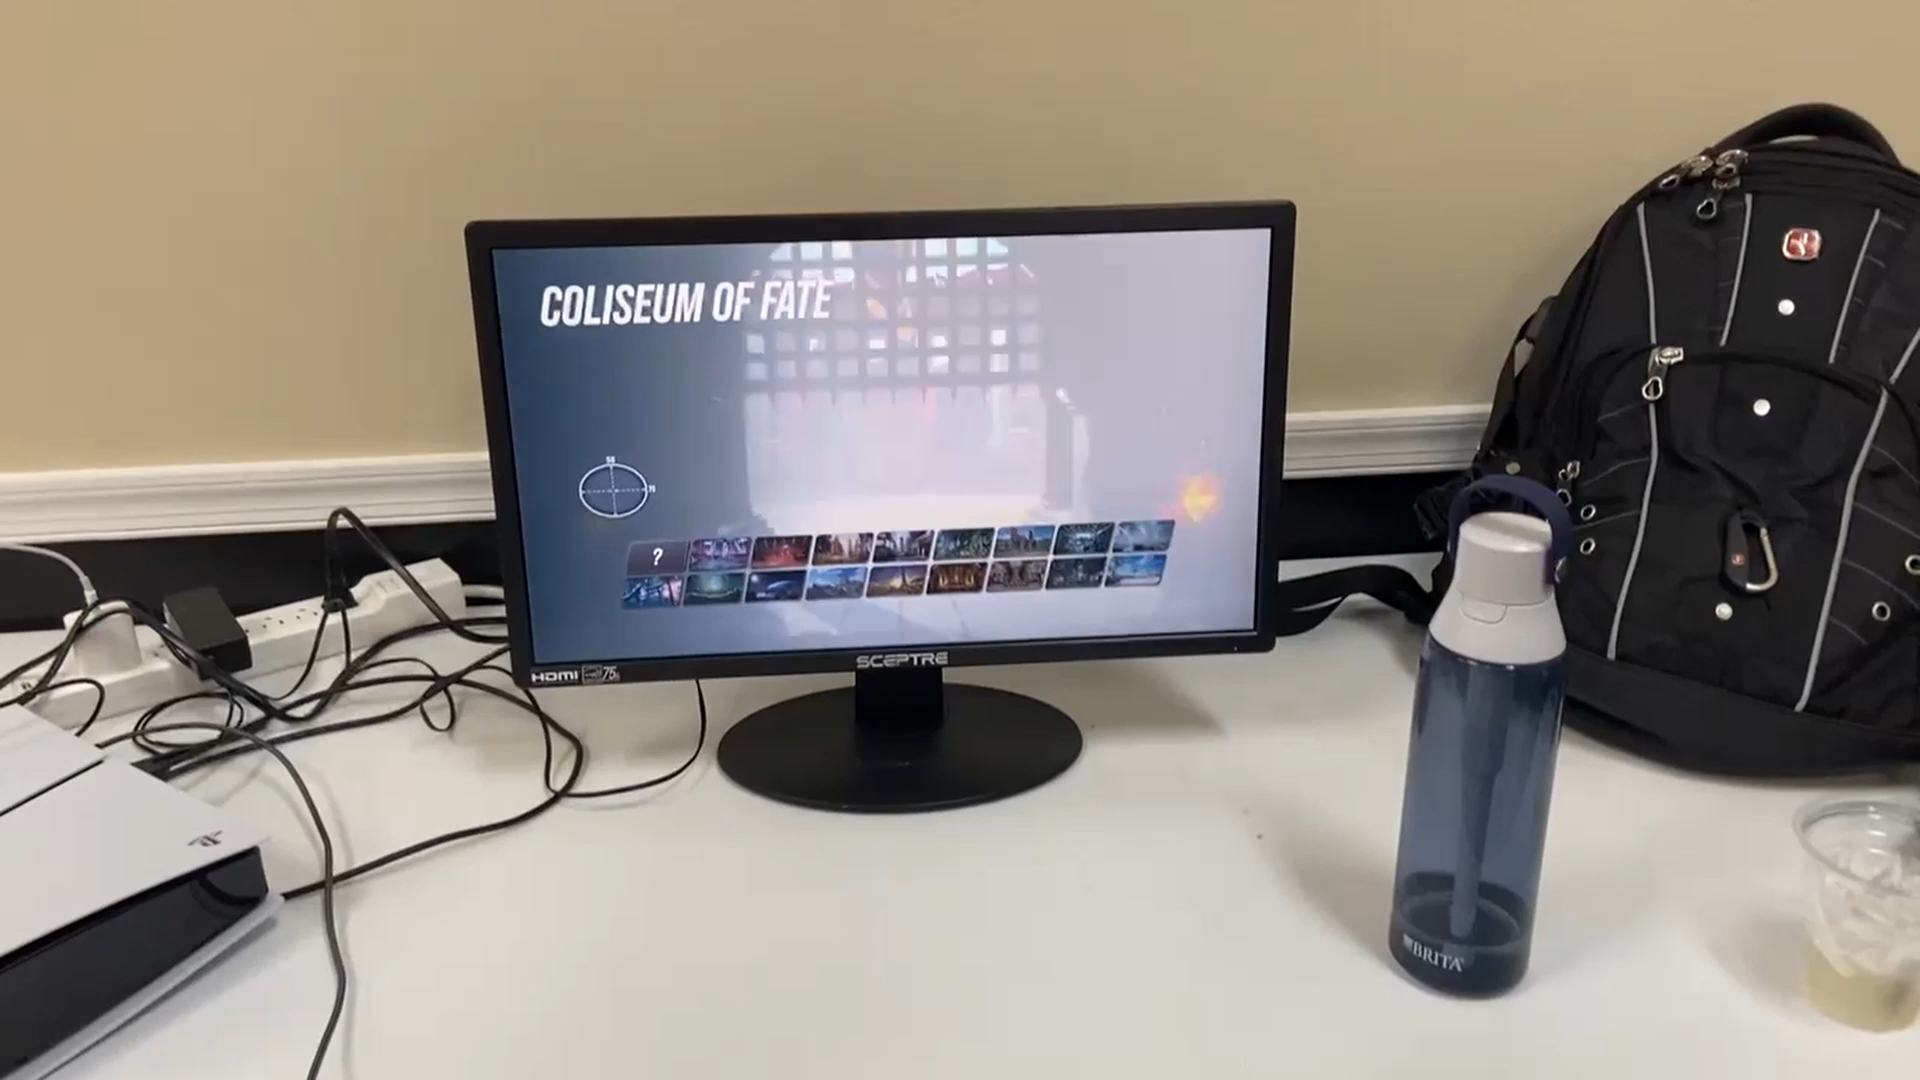 COLISEUM OF FATE
?
SCEPTRE
HDMI
75
BRITA